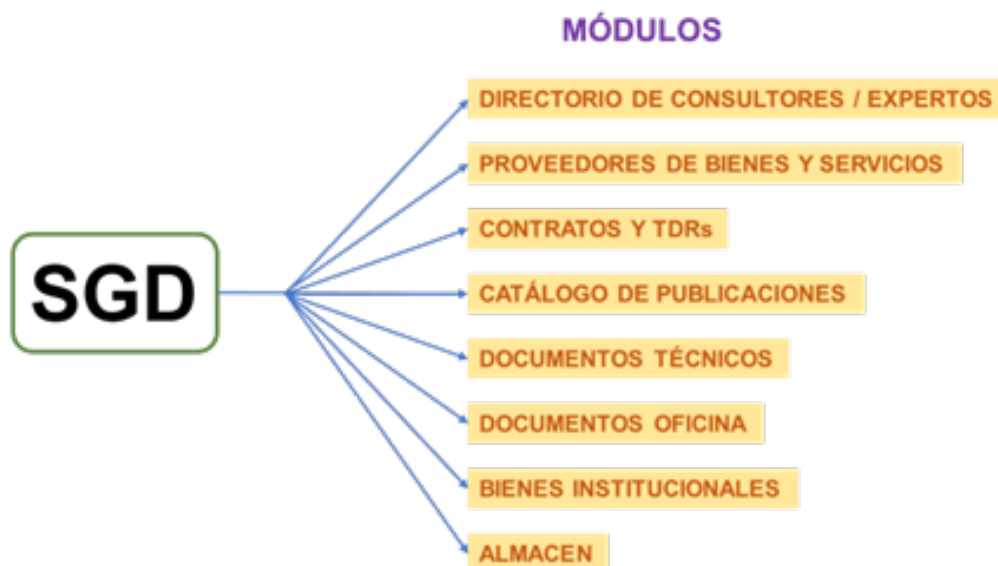 MÓDULOS
DIRECTORIO DE CONSULTORES / EXPERTOS
PROVEEDORES DE BIENES Y SERVICIOS
CONTRATOS Y TDRs
SGD
CATÁLOGO DE PUBLICACIONES
DOCUMENTOS TÉCNICOS
DOCUMENTOS OFICINA
BIENES INSTITUCIONALES
ALMACEN